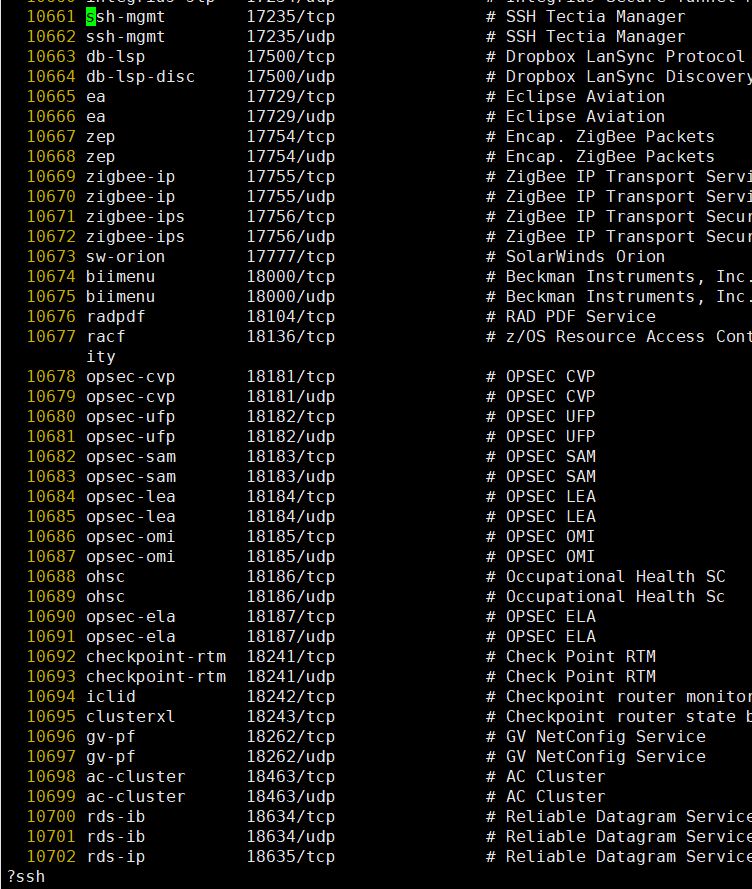 10661 ssh-mgmt 17235/tcp # SSH Tectia Manager
10662 ssh-mgmt 17235/udp # SSH Tectia Manager
10663 db-lsp 17500/tcp # Dropbox LanSync Protocol
10664 db-lsp-disc 17500/udp # Dropbox LanSync Discovery
10665 ea 17729/tcp # Eclipse Aviation
10666 ea 17729/udp # Eclipse Aviation
10667 zep 17754/tcp # Encap. ZigBee Packets
10668 zep 17754/udp # Encap. ZigBee Packets
10669 zigbee-ip 17755/tcp # ZigBee IP Transport Servi
10670 zigbee-ip 17755/udp # ZigBee IP Transport Servi
10671 zigbee-ips 17756/tcp # ZigBee IP Transport Secur
10672 zigbee-ips 17756/udp # ZigBee IP Transport Secur
10673 sw-orion 17777/tcp # SolarWinds Orion
10674 biimenu 18000/tcp # Beckman Instruments, Inc.
10675 biimenu 18000/udp # Beckman Instruments, Inc.
10676 radpdf 18104/tcp # RAD PDF Service
10677 racf 18136/tcp # z/OS Resource Access Cont
ity
10678 opsec-cvp 18181/tcp # OPSEC CVP
10679 opsec-cvp 18181/udp # OPSEC CVP
10680 opsec-ufp 18182/tcp # OPSEC UFP
10681 opsec-ufp 18182/udp # OPSEC UFP
10682 opsec-sam 18183/tcp # OPSEC SAM
10683 opsec-sam 18183/udp # OPSEC SAM
10684 opsec-lea 18184/tcp # OPSEC LEA
10685 opsec-lea 18184/udp # OPSEC LEA
10686 opsec-omi 18185/tcp # OPSEC OMI
10687 opsec-omi 18185/udp # OPSEC OMI
10688 ohsc 18186/tcp # Occupational Health SC
10689 ohsc 18186/udp # Occupational Health Sc
10690 opsec-ela 18187/tcp # OPSEC ELA
10691 opsec-ela 18187/udp # OPSEC ELA
10692 checkpoint-rtm 18241/tcp # Check Point RTM
10693 checkpoint-rtm 18241/udp # Check Point RTM
10694 iclid 18242/tcp # Checkpoint router monitor
10695 clusterxl 18243/tcp # Checkpoint router state b
10696 gv-pf 18262/tcp # GV NetConfig Service
10697 gv-pf 18262/udp # GV NetConfig Service
10698 ac-cluster 18463/tcp # AC Cluster
10699 ac-cluster 18463/udp # AC Cluster
10700 rds-ib 18634/tcp # Reliable Datagram Service
10701 rds-ib 18634/udp # Reliable Datagram Service
10702 rds-ip 18635/tcp # Reliable Datagram Service
?ssh